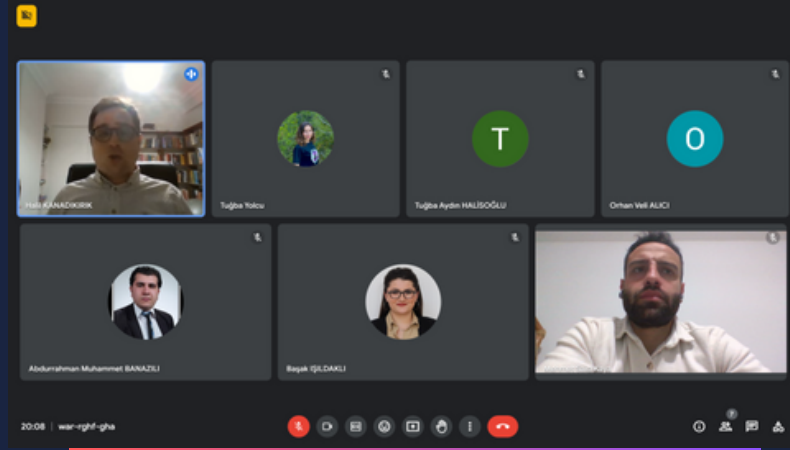 Halil KANADIKIRIK
Tuğba Yolcu
T
Tuğba Aydın HALİSOĞLU
O
Orhan Veli ALICI
Abdurrahman Muhammet BANAZILI
Başak IŞILDAKLI
7
20:08 | war-rghf-gha